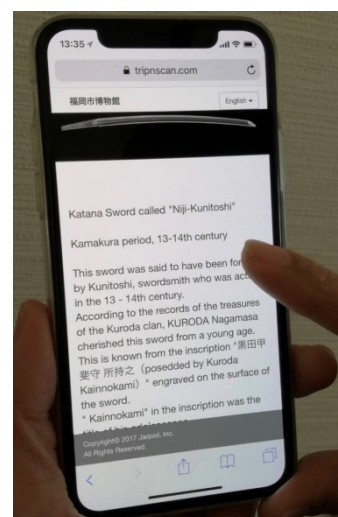 13:35
tripnscan.com
福岡市博物館
English
Katana Sword called "Niji-Kunitoshi"
Kamakura period, 13-14th century
This sword was said to have been for
by Kunitoshi, swordsmith who was act
in the 13 - 14th century.
According to the records of the treasures
of the Kuroda clan, KURODA Nagamasa
cherished this sword from a young age.
This is known from the inscription "黒田甲
斐守 所持之（posedded by Kuroda
Kainnokami）" engraved on the surface of
the sword.
" Kainnokami" in the inscription was the
Copyright© 2017 Jaqool, Inc.
All Rights Reserved.